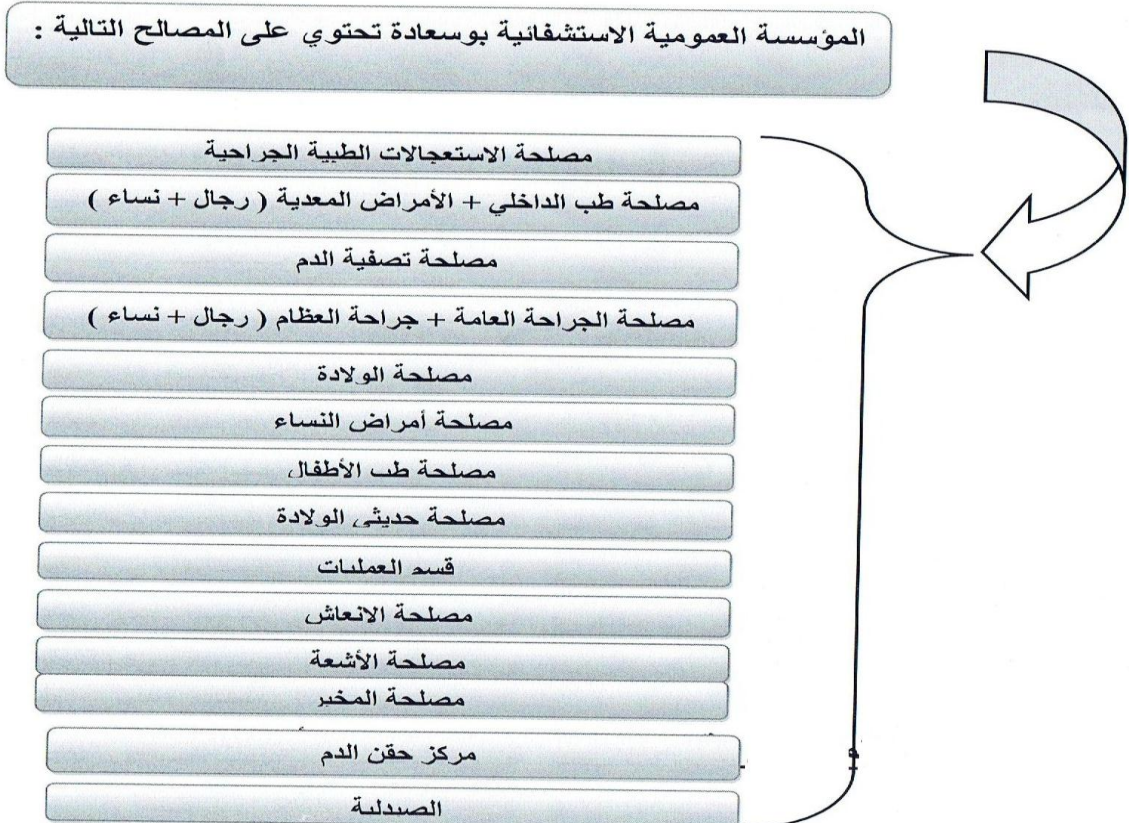 المؤسسة العمومية الاستشفائية بوسعادة تحتوي على المصالح التالية :
مصلحة الاستعجالات الطبية الجراحية
مصلحة طب الداخلي + الأمراض المعدية ( رجال + نساء )
مصلحة تصفية الدم
مصلحة الجراحة العامة + جراحة العظام ( رجال + نساء )
مصلحة الولادة
مصلحة أمراض النساء
مصلحة طب الأطفال
مصلحة حديثي الولادة
قسم العمليات
مصلحة الانعاش
مصلحة الأشعة
مصلحة المخبر
مركز حقن الدم
الصيدلية